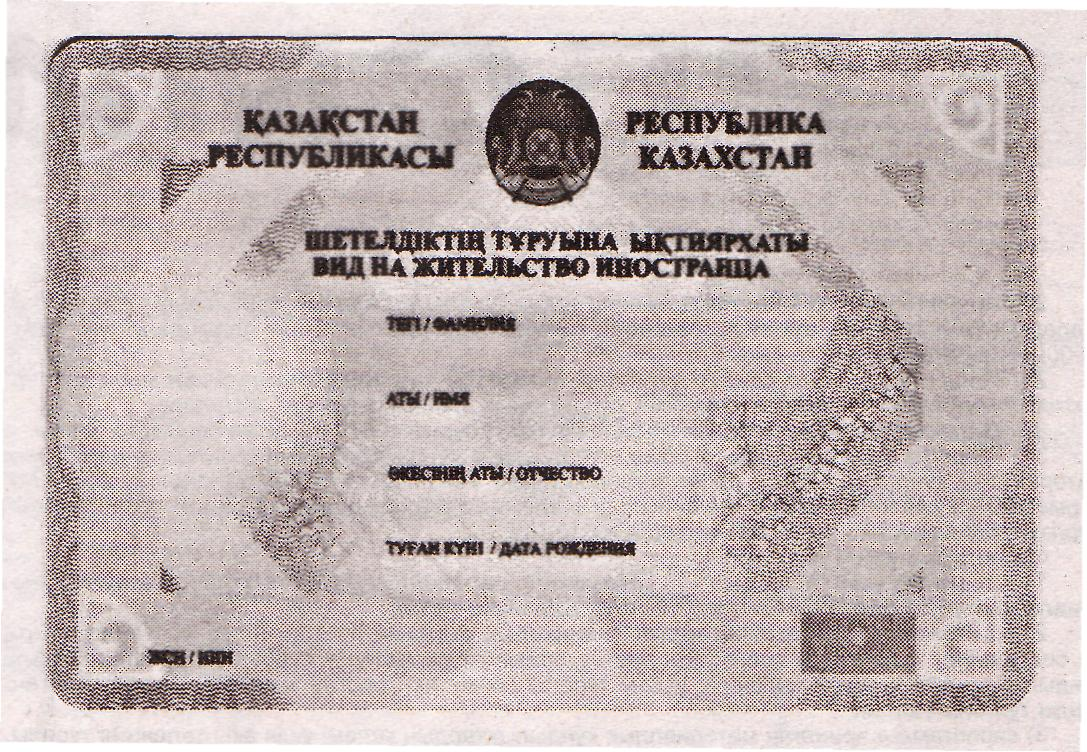 ҚАЗАҚСТАН
РЕСПУБЛИКАСЫ
РЕСПУБЛИКА
КАЗАХСТАН
ШЕТЕЛДІКТІҢ ТҰРУЫНА ЫҚТИЯРХАТЫ
ВИД НА ЖИТЕЛЬСТВО ИНОСТРАНЦА
ТЕГІ / ФАМИЛИЯ
АТЫ / ИМЯ
ӘКЕСІНІҢ АТЫ / ОТЧЕСТВО
ТУҒАН КҮНІ / ДАТА РОЖДЕНИЯ
ЖСН / ИИН